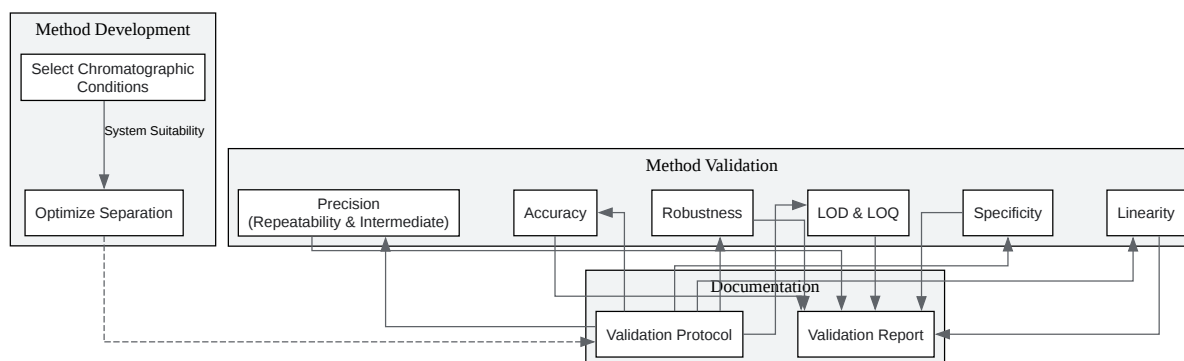 Method Development
Select Chromatographic
Conditions
System Suitability
Optimize Separation
Method Validation
Precision
(Repeatability & Intermediate)
Accuracy
Robustness
LOD & LOQ
Specificity
Linearity
Documentation
Validation Protocol
Validation Report